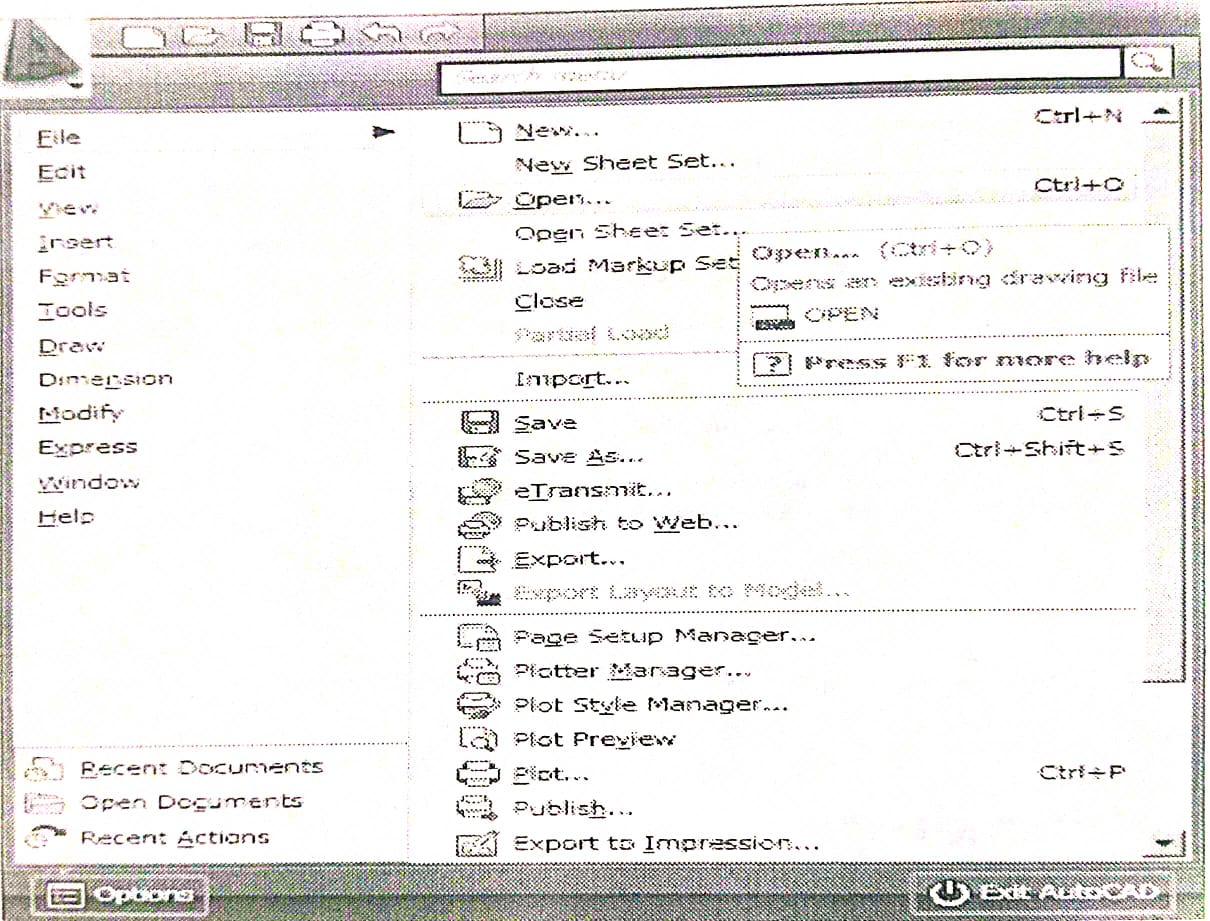 Search menu
File
Edit
View
Insert
Format
Tools
Draw
Dimension
Modify
Express
Window
Help
Recent Documents
Open Documents
Recent Actions
New... Ctrl+N
New Sheet Set...
Open... Ctrl+O
Open Sheet Set...
Load Markup Set
Close
Partial Load
Import...
Open... (Ctrl+O)
Opens an existing drawing file
OPEN
? Press F1 for more help
Save Ctrl+S
Save As... Ctrl+Shift+S
eTransmit...
Publish to Web...
Export...
Export Layout to Model...
Page Setup Manager...
Plotter Manager...
Plot Style Manager...
Plot Preview
Plot... Ctrl+P
Publish...
Export to Impression...
Options
Exit AutoCAD